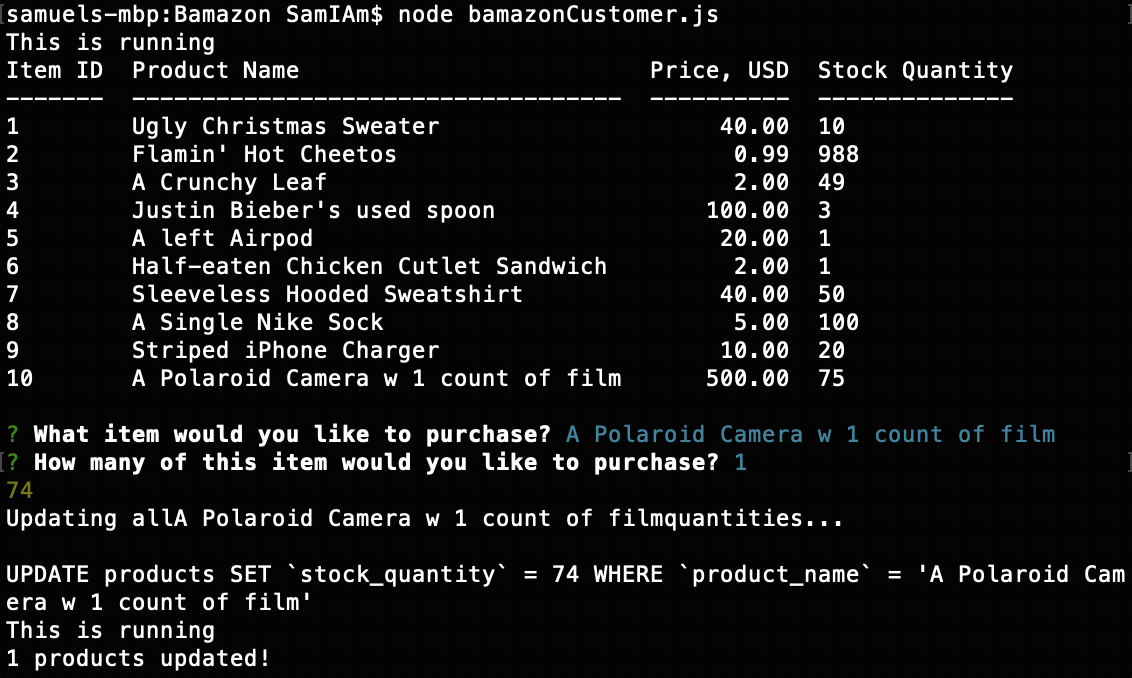 [samuels-mbp:Bamazon SamIAm$ node bamazonCustomer.js ]
This is running
Item ID  Product Name                         Price, USD  Stock Quantity
-------  -----------------------------------  ----------  --------------
1        Ugly Christmas Sweater                    40.00  10
2        Flamin' Hot Cheetos                        0.99  988
3        A Crunchy Leaf                             2.00  49
4        Justin Bieber's used spoon               100.00  3
5        A left Airpod                             20.00  1
6        Half-eaten Chicken Cutlet Sandwich         2.00  1
7        Sleeveless Hooded Sweatshirt              40.00  50
8        A Single Nike Sock                         5.00  100
9        Striped iPhone Charger                    10.00  20
10       A Polaroid Camera w 1 count of film      500.00  75
? What item would you like to purchase? A Polaroid Camera w 1 count of film
[? How many of this item would you like to purchase? 1 ]
74
Updating allA Polaroid Camera w 1 count of filmquantities...
UPDATE products SET `stock_quantity` = 74 WHERE `product_name` = 'A Polaroid Cam
era w 1 count of film'
This is running
1 products updated!